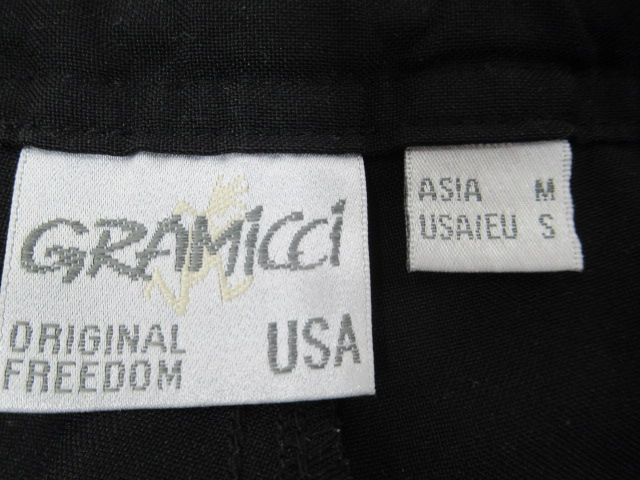 GRAMICCI
ORIGINAL
FREEDOM
USA
ASIA M
USA/EU S